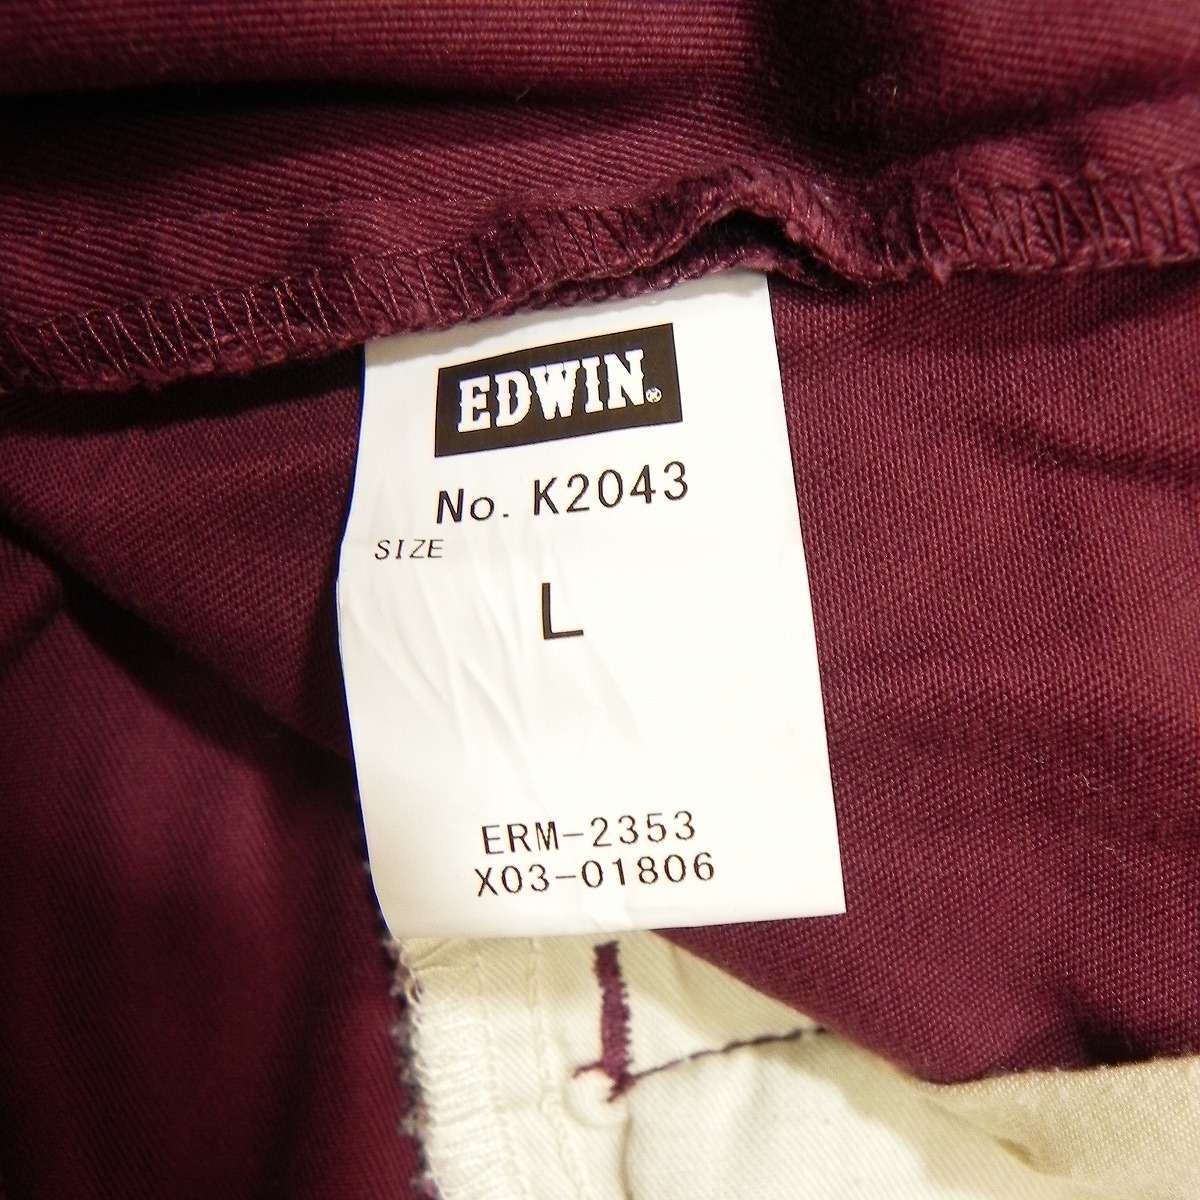 EDWIN®
No. K2043
SIZE
L
ERM-2353
X03-01806